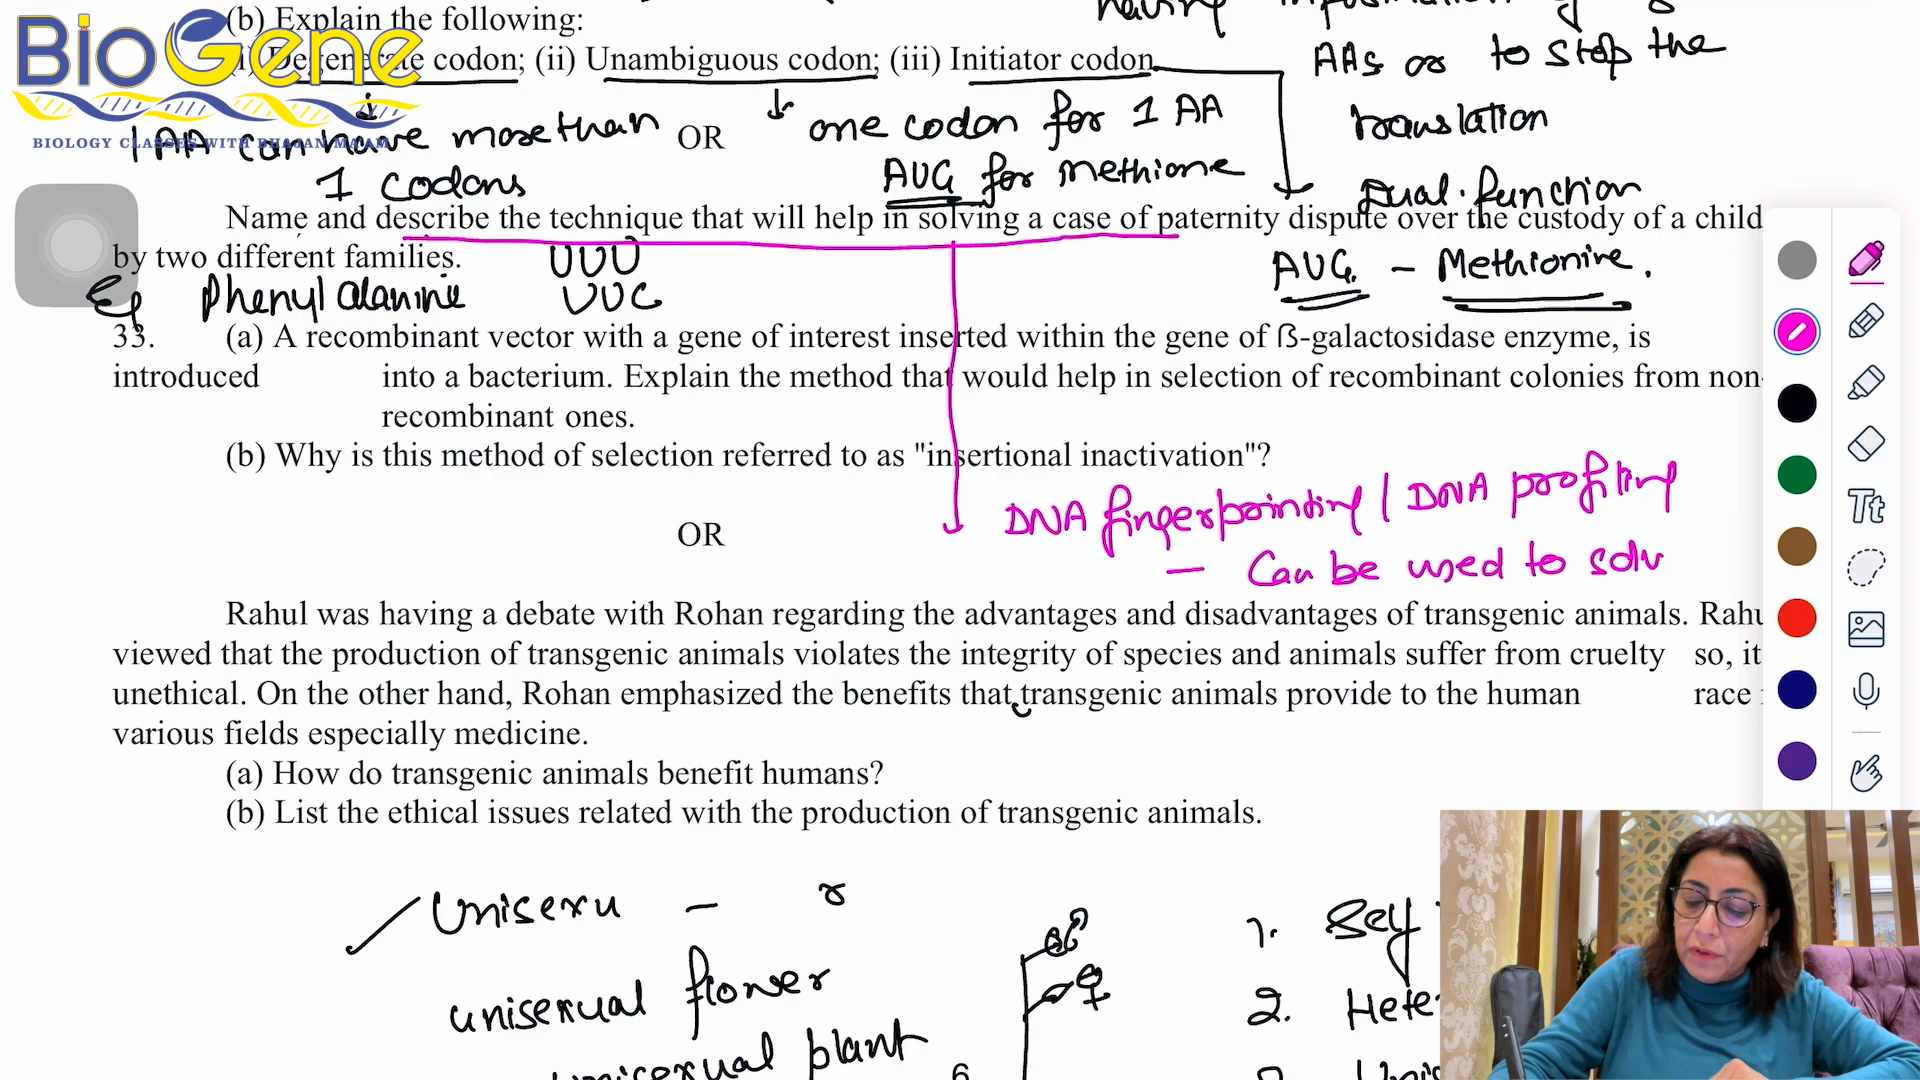 (b) Explain the following:
BioGene
BIOLOGY CLASSES WITH BHAJAN MA'AM
(i) Degenerate codon; (ii) Unambiguous codon; (iii) Initiator codon
AAs or to stop the
translation
1 AA can have more than
1 codons
OR
one codon for 1 AA
AUG for methione
Dual function
AUG - Methionine.
Name and describe the technique that will help in solving a case of paternity dispute over the custody of a child
by two different families.
Eg Phenylalanine UUU
UUC
33. (a) A recombinant vector with a gene of interest inserted within the gene of ß-galactosidase enzyme, is
introduced into a bacterium. Explain the method that would help in selection of recombinant colonies from non-
recombinant ones.
(b) Why is this method of selection referred to as "insertional inactivation"?
DNA fingerprinting / DNA profiling
- Can be used to solv
OR
Rahul was having a debate with Rohan regarding the advantages and disadvantages of transgenic animals. Rahu
viewed that the production of transgenic animals violates the integrity of species and animals suffer from cruelty so, it
unethical. On the other hand, Rohan emphasized the benefits that transgenic animals provide to the human race
various fields especially medicine.
(a) How do transgenic animals benefit humans?
(b) List the ethical issues related with the production of transgenic animals.
Unisexu -
unisexual flower
plant
1. Self
2. Hete
Tt